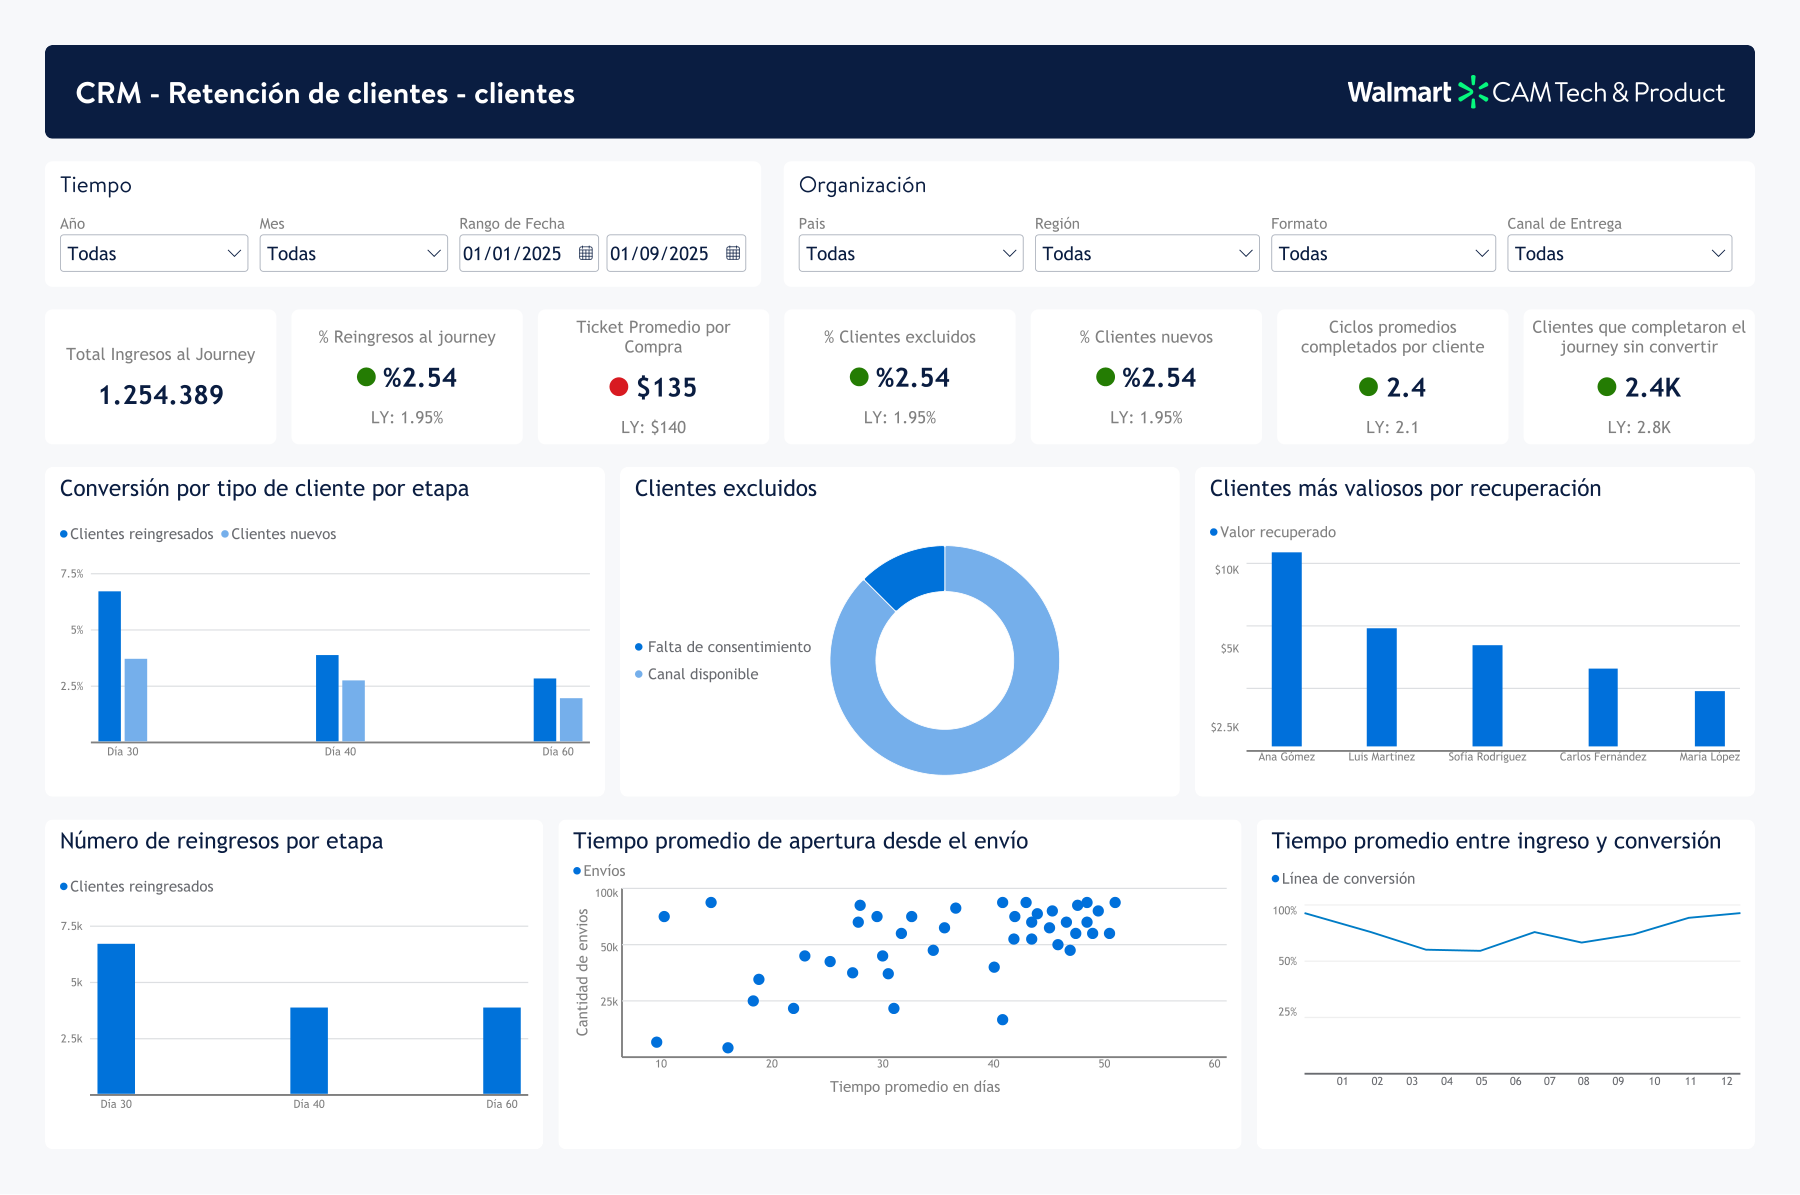 CRM - Retención de clientes - clientes
Walmart CAM Tech & Product
Tiempo
Año
Mes
Rango de Fecha
Todas
Todas
01/01/2025
01/09/2025
Organización
Pais
Región
Formato
Canal de Entrega
Todas
Todas
Todas
Todas
Total Ingresos al Journey
1.254.389
% Reingresos al journey
%2.54
LY: 1.95%
Ticket Promedio por
Compra
$135
LY: $140
% Clientes excluidos
%2.54
LY: 1.95%
% Clientes nuevos
%2.54
LY: 1.95%
Ciclos promedios
completados por cliente
2.4
LY: 2.1
Clientes que completaron el
journey sin convertir
2.4K
LY: 2.8K
Conversión por tipo de cliente por etapa
Clientes reingresados
Clientes nuevos
7.5%
5%
2.5%
Día 30
Día 40
Día 60
Clientes excluidos
Falta de consentimiento
Canal disponible
Clientes más valiosos por recuperación
Valor recuperado
$10K
$5K
$2.5K
Ana Gómez
Luis Martínez
Sofía Rodríguez
Carlos Fernández
María López
Número de reingresos por etapa
Clientes reingresados
7.5k
5k
2.5k
Día 30
Día 40
Día 60
Tiempo promedio de apertura desde el envío
Envíos
Cantidad de envíos
100k
50k
25k
10
20
30
40
50
60
Tiempo promedio en días
Tiempo promedio entre ingreso y conversión
Línea de conversión
100%
50%
25%
01
02
03
04
05
06
07
08
09
10
11
12